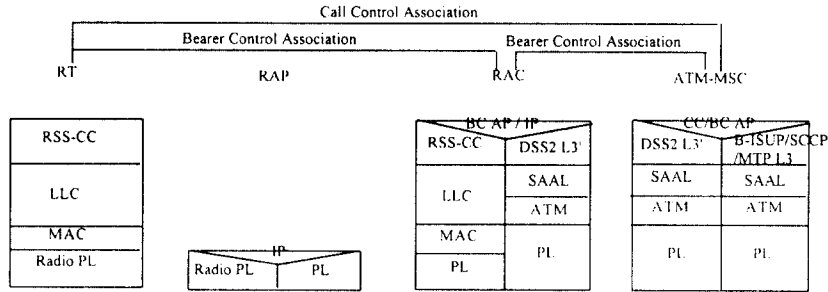 Call Control Association
Bearer Control Association
Bearer Control Association
RT
RAP
RAC
ATM-MSC
RSS-CC
LLC
MAC
Radio PL
IP
Radio PL
PL
BC AP / IP
RSS-CC
DSS2 L3'
LLC
SAAL
ATM
MAC
PL
PL
CC/BC AP
DSS2 L3'
B-ISUP/SCCP
/MTP L3
SAAL
SAAL
ATM
ATM
PL
PL